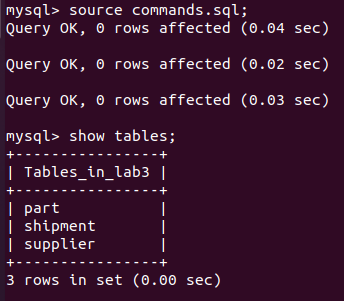 mysql> source commands.sql;
Query OK, 0 rows affected (0.04 sec)
Query OK, 0 rows affected (0.02 sec)
Query OK, 0 rows affected (0.03 sec)
mysql> show tables;
+----------------+
| Tables_in_lab3 |
+----------------+
| part           |
| shipment       |
| supplier       |
+----------------+
3 rows in set (0.00 sec)